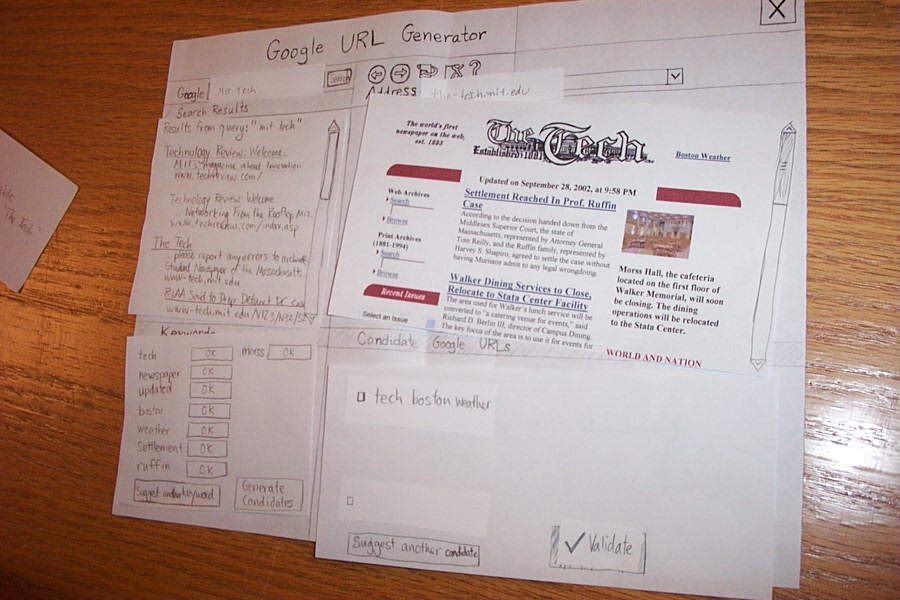 Google URL Generator
X
Google
Mit Tech
Search
Address
the-tech.mit.edu
Search Results
Results from query: "mit tech"
Technology Review: Welcome.
MIT's magazine about Innovation
www.techreview.com/
Technology Review: Welcome
... Networking From the Rooftop Mit.
www.techreview.com/index.asp
The Tech
... please report any errors to
Student Newspaper of the Massachusetts
www-tech.mit.edu
RIAA Said to Drop Defunct
www-tech.mit.edu
The world's first
newspaper on the web,
est. 1893
The Tech
Established 1881
Boston Weather
Updated on September 28, 2002, at 9:58 PM
Web Archives
Search
Browse
Print Archives
(1881-1994)
Search
Browse
Recent Issues
Select an Issue
Settlement Reached In Prof. Ruffin
Case
According to the decision handed down from the
Middlesex Superior Court, the state of
Massachusetts, represented by Attorney General
Tom Reilly, and the Ruffin family, represented by
Harvey S. Shapiro, agreed to settle the case without
having Murnane admit to any legal wrongdoing.
Walker Dining Services to Close,
Relocate to Stata Center Facility
The area used for Walker's lunch service will be
converted to "a catering venue for events," said
Richard D. Berlin III, director of Campus Dining.
The key focus of the area is to use it for events for
Morss Hall, the cafeteria
located on the first floor of
Walker Memorial, will soon
be closing. The dining
operations will be relocated
to the Stata Center.
WORLD AND NATION
Keywords
tech OK
morss OK
newspaper OK
updated OK
boston OK
weather OK
Settlement OK
ruffin OK
Suggest another keyword
Generate
Candidates
Candidate Google URLs
tech boston weather
Suggest another candidate
✓ Validate
The Tech"